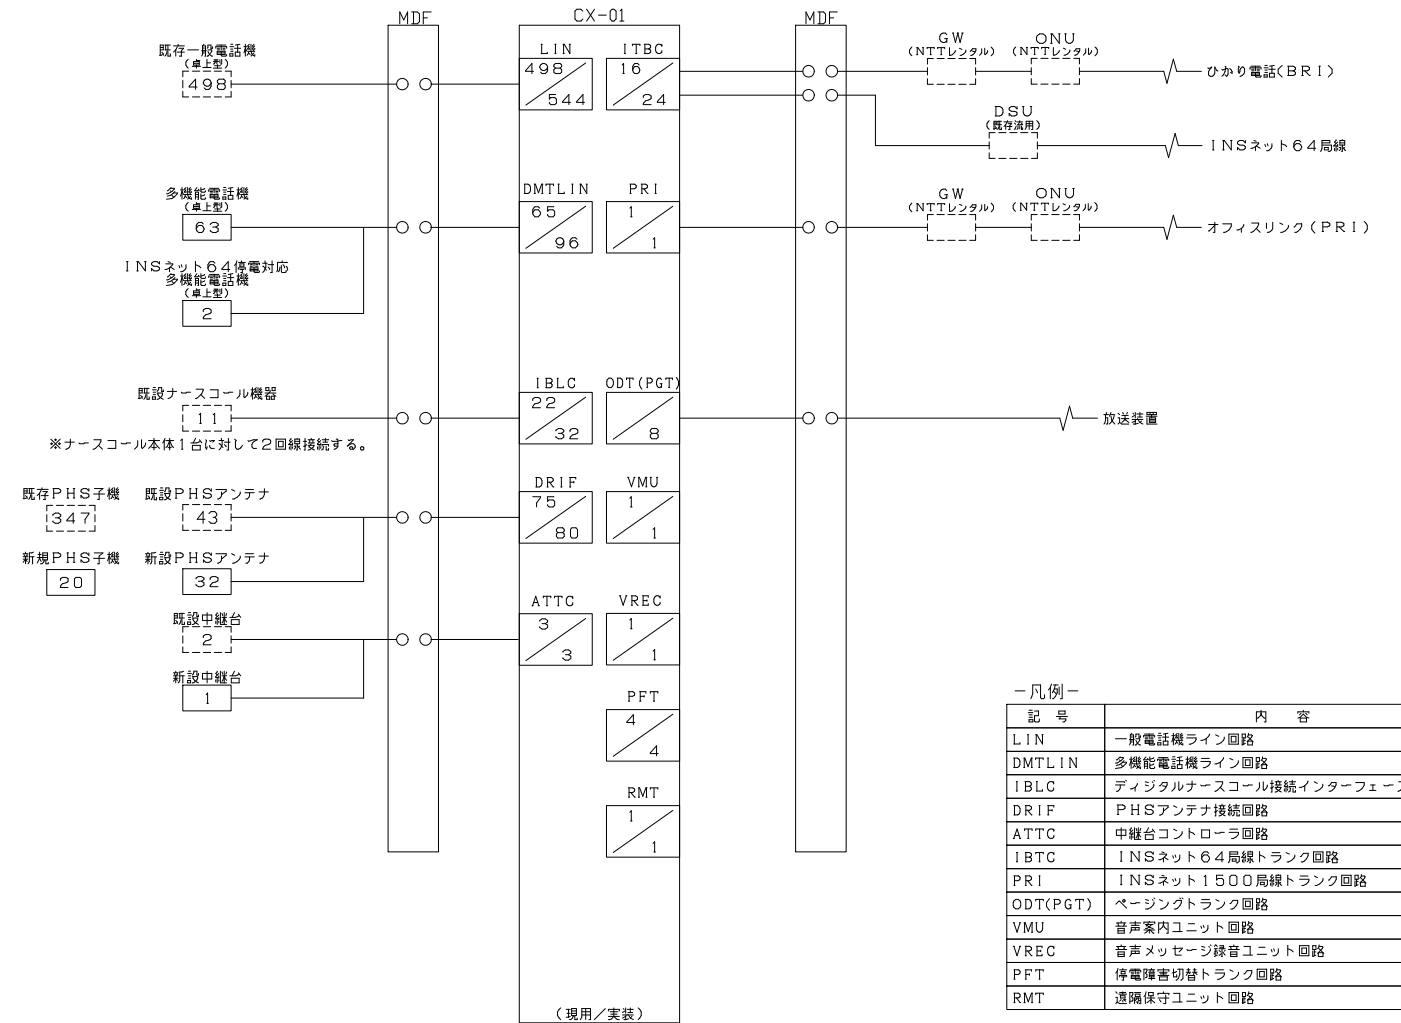 MDF
CX-01
MDF
既存一般電話機
(卓上型)
498
LIN
498
544
ITBC
16
24
GW
(NTTレンタル)
ONU
(NTTレンタル)
ひかり電話(BRI)
DSU
(既存流用)
INSネット64局線
多機能電話機
(卓上型)
63
DMTLIN
65
96
PRI
1
1
GW
(NTTレンタル)
ONU
(NTTレンタル)
オフィスリンク(PRI)
INSネット64停電対応
多機能電話機
(卓上型)
2
既設ナースコール機器
11
※ナースコール本体1台に対して2回線接続する。
IBLC
22
32
ODT(PGT)
8
放送装置
既存PHS子機
347
既設PHSアンテナ
43
DRIF
75
80
VMU
1
1
新規PHS子機
20
新設PHSアンテナ
32
既設中継台
2
ATTC
3
3
VREC
1
1
新設中継台
1
PFT
4
4
RMT
1
1
(現用/実装)
-凡例-
記 号 内 容
LIN 一般電話機ライン回路
DMTLIN 多機能電話機ライン回路
IBLC ディジタルナースコール接続インターフェース
DRIF PHSアンテナ接続回路
ATTC 中継台コントローラ回路
IBTC INSネット64局線トランク回路
PRI INSネット1500局線トランク回路
ODT(PGT) ページングトランク回路
VMU 音声案内ユニット回路
VREC 音声メッセージ録音ユニット回路
PFT 停電障害切替トランク回路
RMT 遠隔保守ユニット回路